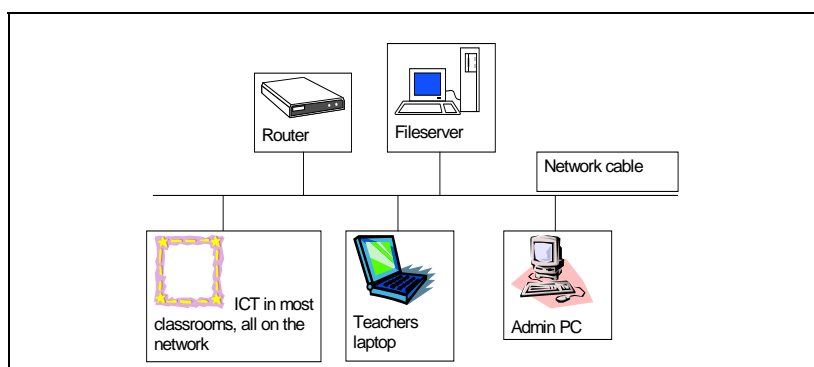 Router
Fileserver
Network cable
ICT in most
classrooms, all on the
network
Teachers
laptop
Admin PC